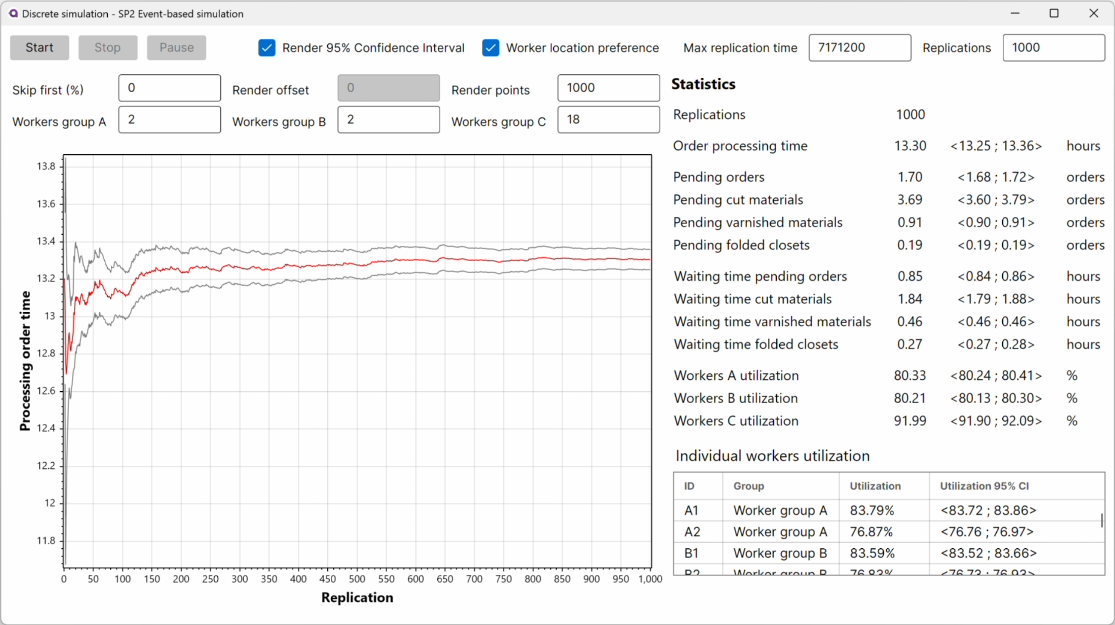 Discrete simulation - SP2 Event-based simulation
Start Stop Pause Render 95% Confidence Interval Worker location preference Max replication time 7171200 Replications 1000
Skip first (%) 0 Render offset 0 Render points 1000
Workers group A 2 Workers group B 2 Workers group C 18
Statistics
Replications 1000
Order processing time 13.30 <13.25 ; 13.36> hours
Pending orders 1.70 <1.68 ; 1.72> orders
Pending cut materials 3.69 <3.60 ; 3.79> orders
Pending varnished materials 0.91 <0.90 ; 0.91> orders
Pending folded closets 0.19 <0.19 ; 0.19> orders
Waiting time pending orders 0.85 <0.84 ; 0.86> hours
Waiting time cut materials 1.84 <1.79 ; 1.88> hours
Waiting time varnished materials 0.46 <0.46 ; 0.46> hours
Waiting time folded closets 0.27 <0.27 ; 0.28> hours
Workers A utilization 80.33 <80.24 ; 80.41> %
Workers B utilization 80.21 <80.13 ; 80.30> %
Workers C utilization 91.99 <91.90 ; 92.09> %
Individual workers utilization
ID Group Utilization Utilization 95% CI
A1 Worker group A 83.79% <83.72 ; 83.86>
A2 Worker group A 76.87% <76.76 ; 76.97>
B1 Worker group B 83.59% <83.52 ; 83.66>
B2 Worker group B 76.83% <76.73 ; 76.93>
Processing order time
13.8
13.6
13.4
13.2
13
12.8
12.6
12.4
12.2
12
11.8
0 50 100 150 200 250 300 350 400 450 500 550 600 650 700 750 800 850 900 950 1,000
Replication